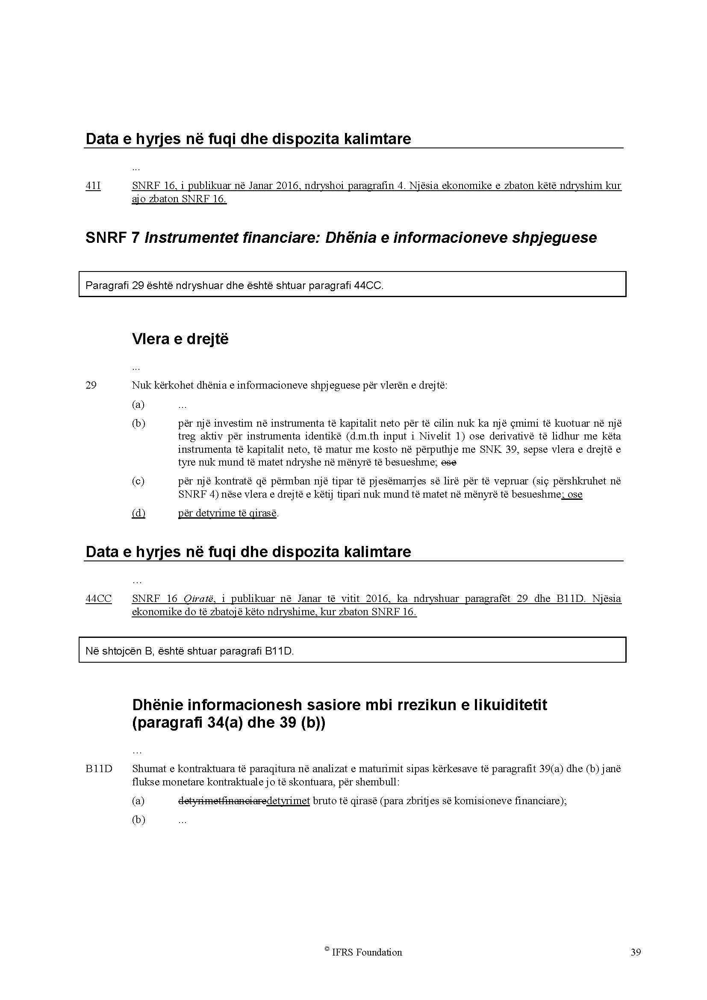 Data e hyrjes në fuqi dhe dispozita kalimtare
...
41I SNRF 16, i publikuar në Janar 2016, ndryshoi paragrafin 4. Njësia ekonomike e zbaton këtë ndryshim kur
ajo zbaton SNRF 16.
SNRF 7 Instrumentet financiare: Dhënia e informacioneve shpjeguese
Paragrafi 29 është ndryshuar dhe është shtuar paragrafi 44CC.
Vlera e drejtë
...
29 Nuk kërkohet dhënia e informacioneve shpjeguese për vlerën e drejtë:
(a) ...
(b) për një investim në instrumenta të kapitalit neto për të cilin nuk ka një çmimi të kuotuar në një
treg aktiv për instrumenta identikë (d.m.th input i Nivelit 1) ose derivativë të lidhur me këta
instrumenta të kapitalit neto, të matur me kosto në përputhje me SNK 39, sepse vlera e drejtë e
tyre nuk mund të matet ndryshe në mënyrë të besueshme; ose
(c) për një kontratë që përmban një tipar të pjesëmarrjes së lirë për të vepruar (siç përshkruhet në
SNRF 4) nëse vlera e drejtë e këtij tipari nuk mund të matet në mënyrë të besueshme; ose
(d) për detyrime të qirasë.
Data e hyrjes në fuqi dhe dispozita kalimtare
...
44CC SNRF 16 Qiratë, i publikuar në Janar të vitit 2016, ka ndryshuar paragrafët 29 dhe B11D. Njësia
ekonomike do të zbatojë këto ndryshime, kur zbaton SNRF 16.
Në shtojcën B, është shtuar paragrafi B11D.
Dhënie informacionesh sasiore mbi rrezikun e likuiditetit
(paragrafi 34(a) dhe 39 (b))
...
B11D Shumat e kontraktuara të paraqitura në analizat e maturimit sipas kërkesave të paragrafit 39(a) dhe (b) janë
flukse monetare kontraktuale jo të skontuara, për shembull:
(a) detyrimetfinanciaredetyrimet bruto të qirasë (para zbritjes së komisioneve financiare);
(b) ...
© IFRS Foundation 39